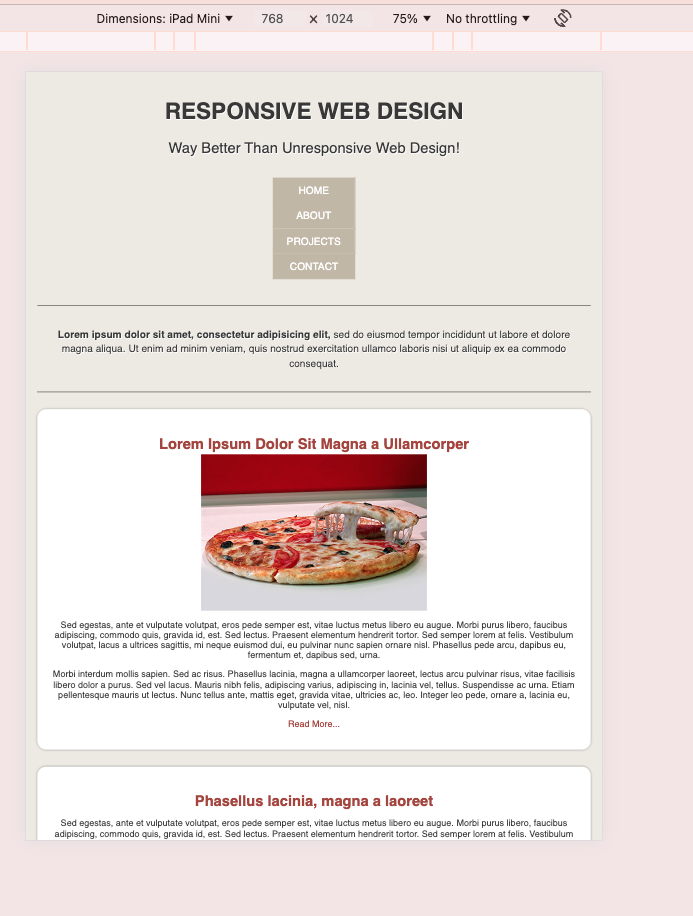 Dimensions: iPad Mini ▼ 768 × 1024 75% ▼ No throttling ▼
RESPONSIVE WEB DESIGN
Way Better Than Unresponsive Web Design!
HOME
ABOUT
PROJECTS
CONTACT
Lorem ipsum dolor sit amet, consectetur adipisicing elit, sed do eiusmod tempor incididunt ut labore et dolore
magna aliqua. Ut enim ad minim veniam, quis nostrud exercitation ullamco laboris nisi ut aliquip ex ea commodo
consequat.
Lorem Ipsum Dolor Sit Magna a Ullamcorper
Sed egestas, ante et vulputate volutpat, eros pede semper est, vitae luctus metus libero eu augue. Morbi purus libero, faucibus
adipiscing, commodo quis, gravida id, est. Sed lectus. Praesent elementum hendrerit tortor. Sed semper lorem at felis. Vestibulum
volutpat, lacus a ultrices sagittis, mi neque euismod dui, eu pulvinar nunc sapien ornare nisl. Phasellus pede arcu, dapibus eu,
fermentum et, dapibus sed, urna.
Morbi interdum mollis sapien. Sed ac risus. Phasellus lacinia, magna a ullamcorper laoreet, lectus arcu pulvinar risus, vitae facilisis
libero dolor a purus. Sed vel lacus. Mauris nibh felis, adipiscing varius, adipiscing in, lacinia vel, tellus. Suspendisse ac urna. Etiam
pellentesque mauris ut lectus. Nunc tellus ante, mattis eget, gravida vitae, ultricies ac, leo. Integer leo pede, ornare a, lacinia eu,
vulputate vel, nisl.
Read More...
Phasellus lacinia, magna a laoreet
Sed egestas, ante et vulputate volutpat, eros pede semper est, vitae luctus metus libero eu augue. Morbi purus libero, faucibus
adipiscing, commodo quis, gravida id, est. Sed lectus. Praesent elementum hendrerit tortor. Sed semper lorem at felis. Vestibulum